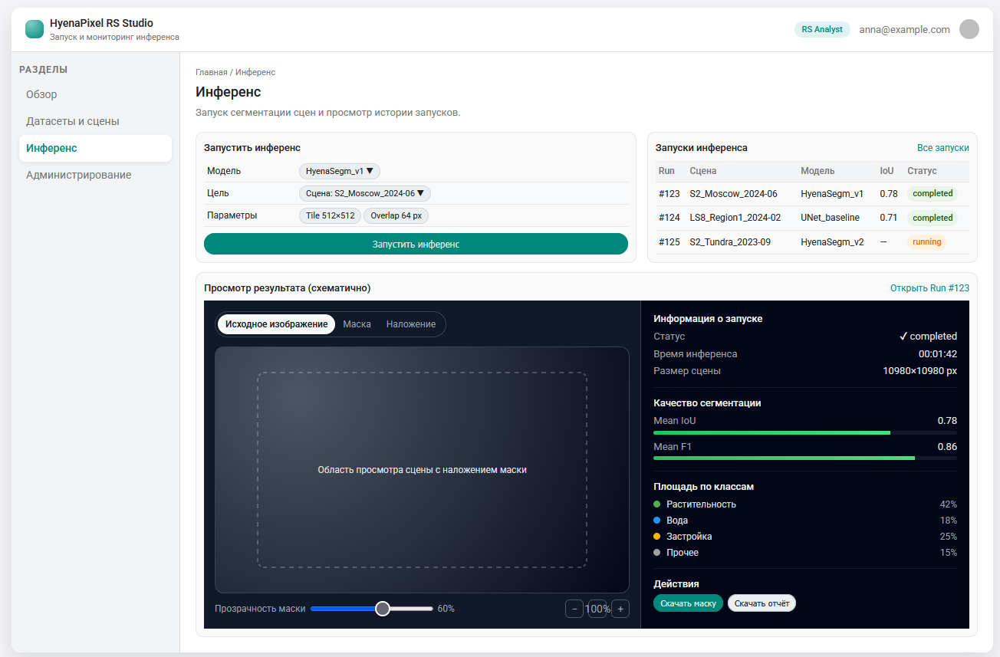 HyenaPixel RS Studio
Запуск и мониторинг инференса
RS Analyst
anna@example.com
РАЗДЕЛЫ
Обзор
Датасеты и сцены
Инференс
Администрирование
Главная / Инференс
Инференс
Запуск сегментации сцен и просмотр истории запусков.
Запустить инференс
Модель HyenaSegm_v1 ▼
Цель Сцена: S2_Moscow_2024-06 ▼
Параметры Tile 512×512 Overlap 64 px
Запустить инференс
Запуски инференса Все запуски
Run Сцена Модель IoU Статус
#123 S2_Moscow_2024-06 HyenaSegm_v1 0.78 completed
#124 LS8_Region1_2024-02 UNet_baseline 0.71 completed
#125 S2_Tundra_2023-09 HyenaSegm_v2 — running
Просмотр результата (схематично) Открыть Run #123
Исходное изображение Маска Наложение
Область просмотра сцены с наложением маски
Прозрачность маски 60% − 100% +
Информация о запуске
Статус ✓ completed
Время инференса 00:01:42
Размер сцены 10980×10980 px
Качество сегментации
Mean IoU 0.78
Mean F1 0.86
Площадь по классам
Растительность 42%
Вода 18%
Застройка 25%
Прочее 15%
Действия
Скачать маску Скачать отчёт